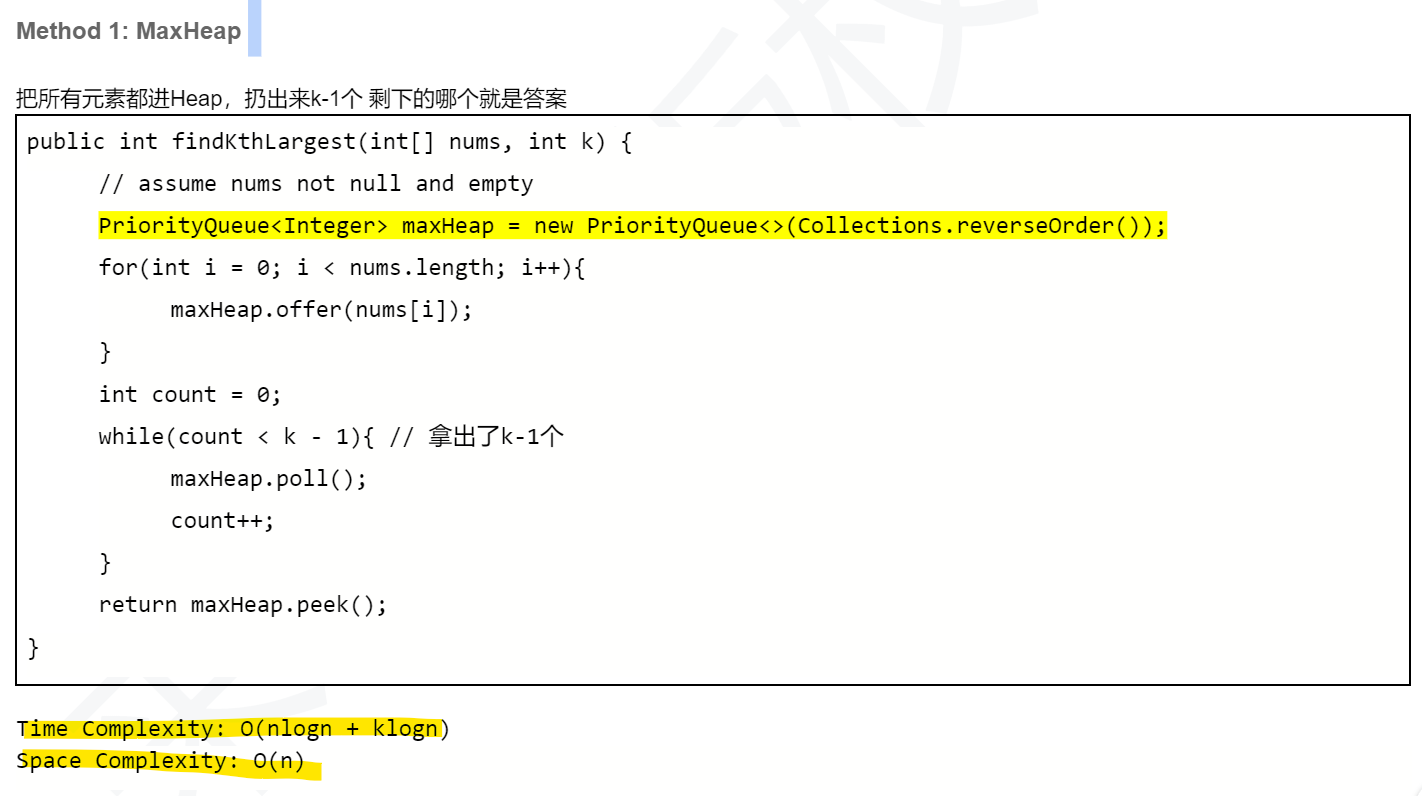 Method 1: MaxHeap
把所有元素都进Heap，扔出来k-1个 剩下的哪个就是答案
public int findKthLargest(int[] nums, int k) {
// assume nums not null and empty
PriorityQueue<Integer> maxHeap = new PriorityQueue<>(Collections.reverseOrder());
for(int i = 0; i < nums.length; i++){
maxHeap.offer(nums[i]);
}
int count = 0;
while(count < k - 1){ // 拿出了k-1个
maxHeap.poll();
count++;
}
return maxHeap.peek();
}
Time Complexity: O(nlogn + klogn)
Space Complexity: O(n)